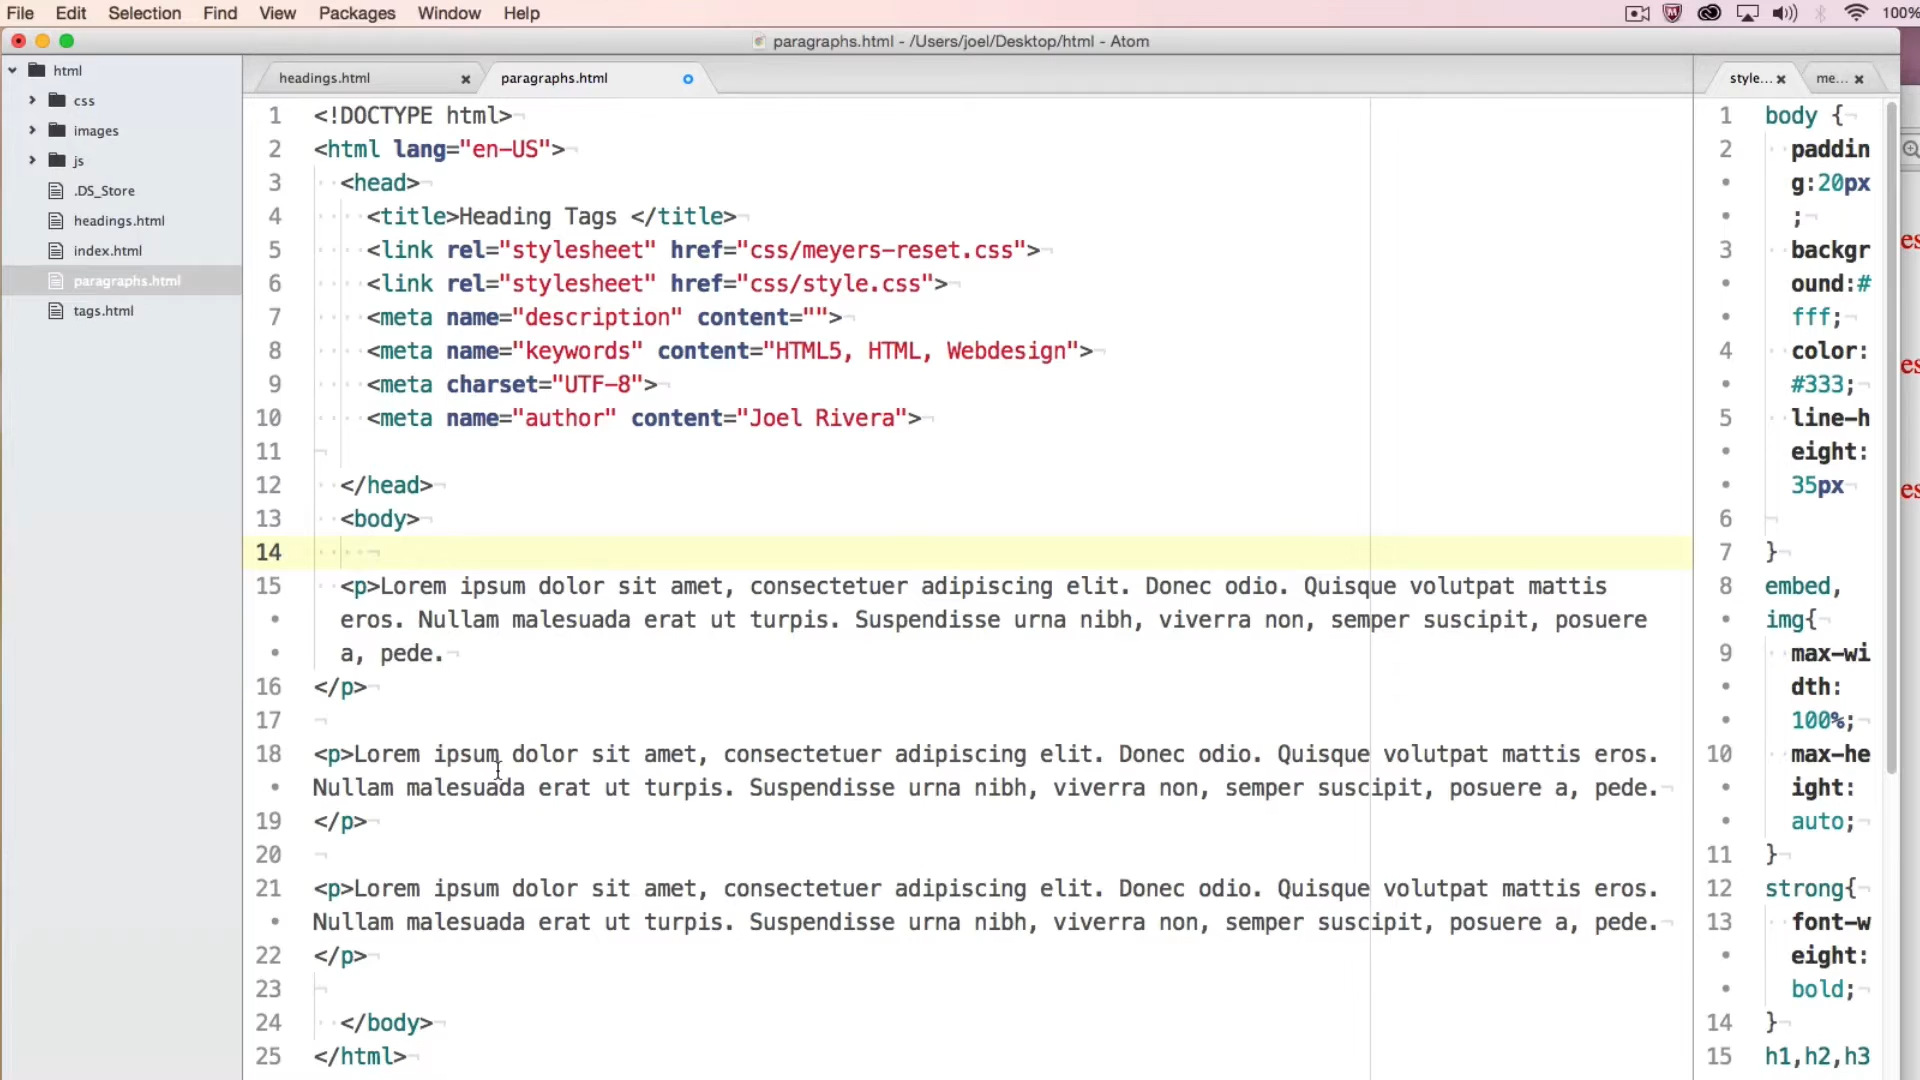 File Edit Selection Find View Packages Window Help 100%
paragraphs.html - /Users/joel/Desktop/html - Atom
html
css
images
js
.DS_Store
headings.html
index.html
paragraphs.html
tags.html
headings.html paragraphs.html
1 <!DOCTYPE html>
2 <html lang="en-US">
3 <head>
4 <title>Heading Tags </title>
5 <link rel="stylesheet" href="css/meyers-reset.css">
6 <link rel="stylesheet" href="css/style.css">
7 <meta name="description" content="">
8 <meta name="keywords" content="HTML5, HTML, Webdesign">
9 <meta charset="UTF-8">
10 <meta name="author" content="Joel Rivera">
11
12 </head>
13 <body>
14
15 <p>Lorem ipsum dolor sit amet, consectetuer adipiscing elit. Donec odio. Quisque volutpat mattis
eros. Nullam malesuada erat ut turpis. Suspendisse urna nibh, viverra non, semper suscipit, posuere
a, pede.
16 </p>
17
18 <p>Lorem ipsum dolor sit amet, consectetuer adipiscing elit. Donec odio. Quisque volutpat mattis eros.
Nullam malesuada erat ut turpis. Suspendisse urna nibh, viverra non, semper suscipit, posuere a, pede.
19 </p>
20
21 <p>Lorem ipsum dolor sit amet, consectetuer adipiscing elit. Donec odio. Quisque volutpat mattis eros.
Nullam malesuada erat ut turpis. Suspendisse urna nibh, viverra non, semper suscipit, posuere a, pede.
22 </p>
23
24 </body>
25 </html>
style... me...
1 body {
2 paddin
g:20px
;
3 backgr
ound:#
fff;
4 color:
#333;
5 line-h
eight:
35px
6
7 }
8 embed,
img{
9 max-wi
dth:
100%;
10 max-he
ight:
auto;
11 }
12 strong{
13 font-w
eight:
bold;
14 }
15 h1,h2,h3
es
es
es